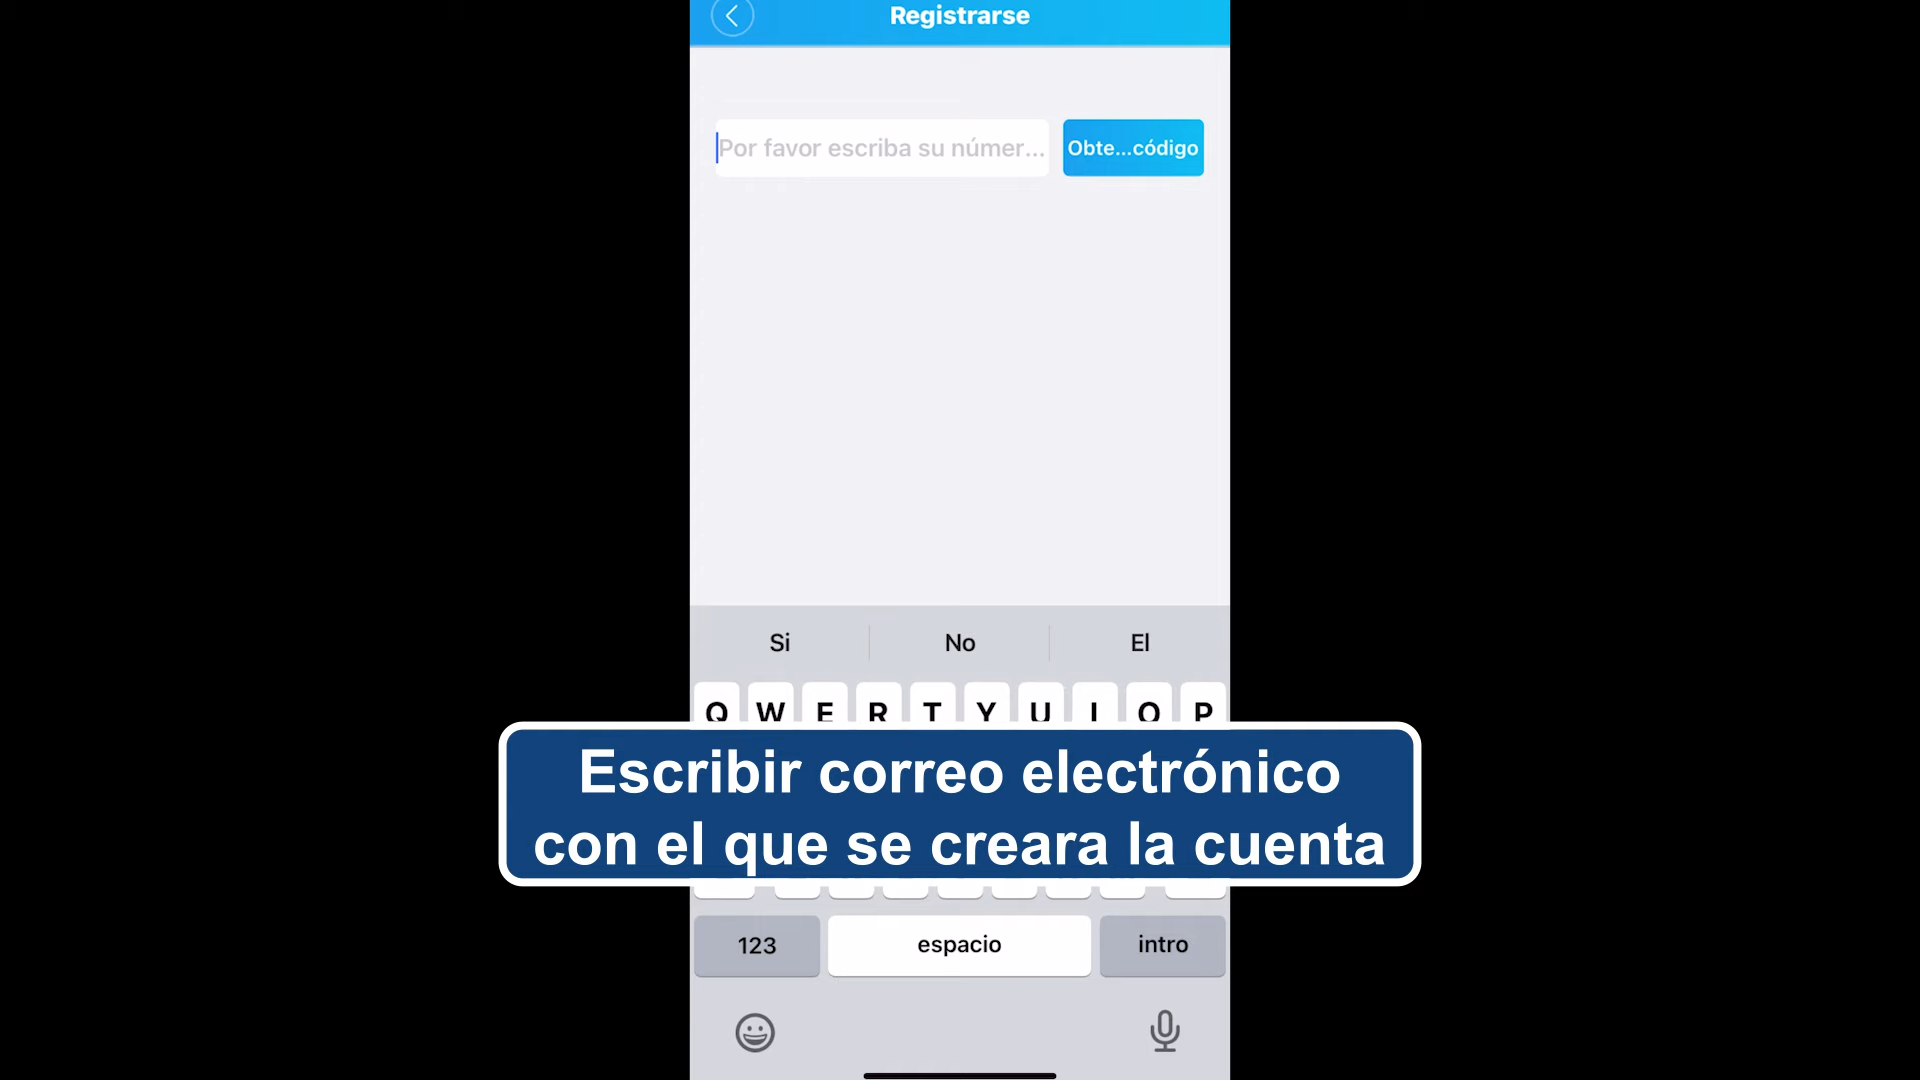 Registrarse
Por favor escriba su númer...
Obte...código
Si No El
Q W E R T Y U I O P
Escribir correo electrónico
con el que se creara la cuenta
123 espacio intro